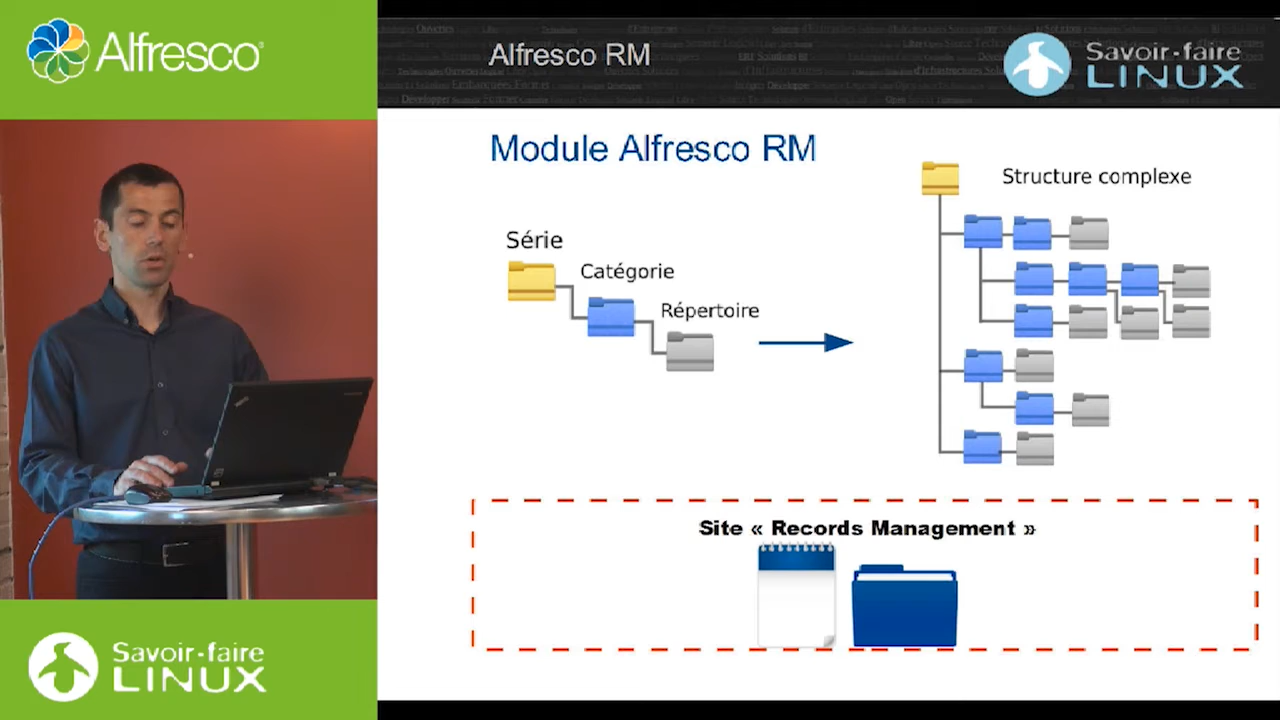 Alfresco
Alfresco RM
Savoir-faire
LINUX
Module Alfresco RM
Structure complexe
Série
Catégorie
Répertoire
Site « Records Management »
Savoir-faire
LINUX